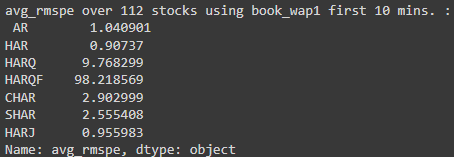 avg_rmspe over 112 stocks using book_wap1 first 10 mins. :
AR 1.040901
HAR 0.90737
HARQ 9.768299
HARQF 98.218569
CHAR 2.902999
SHAR 2.555408
HARJ 0.955983
Name: avg_rmspe, dtype: object